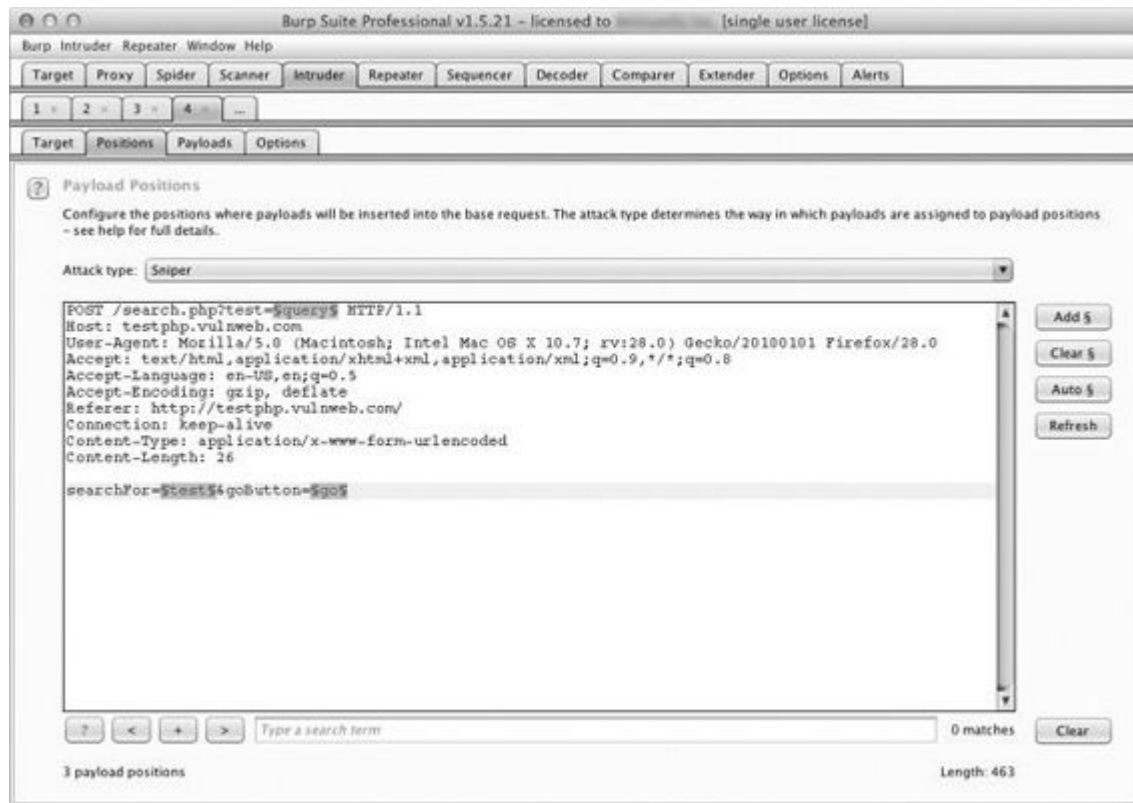 Burp Suite Professional v1.5.21 – licensed to [single user license]
Burp Intruder Repeater Window Help
Target Proxy Spider Scanner Intruder Repeater Sequencer Decoder Comparer Extender Options Alerts
1 × 2 × 3 × 4 × ...
Target Positions Payloads Options
? Payload Positions
Configure the positions where payloads will be inserted into the base request. The attack type determines the way in which payloads are assigned to payload positions
– see help for full details.
Attack type: Sniper
POST /search.php?test=§query§ HTTP/1.1
Host: testphp.vulnweb.com
User-Agent: Mozilla/5.0 (Macintosh; Intel Mac OS X 10.7; rv:28.0) Gecko/20100101 Firefox/28.0
Accept: text/html,application/xhtml+xml,application/xml;q=0.9,*/*;q=0.8
Accept-Language: en-US,en;q=0.5
Accept-Encoding: gzip, deflate
Referer: http://testphp.vulnweb.com/
Connection: keep-alive
Content-Type: application/x-www-form-urlencoded
Content-Length: 26
searchFor=§test§&goButton=§go§
Add §
Clear §
Auto §
Refresh
? < + > Type a search term 0 matches Clear
3 payload positions Length: 463